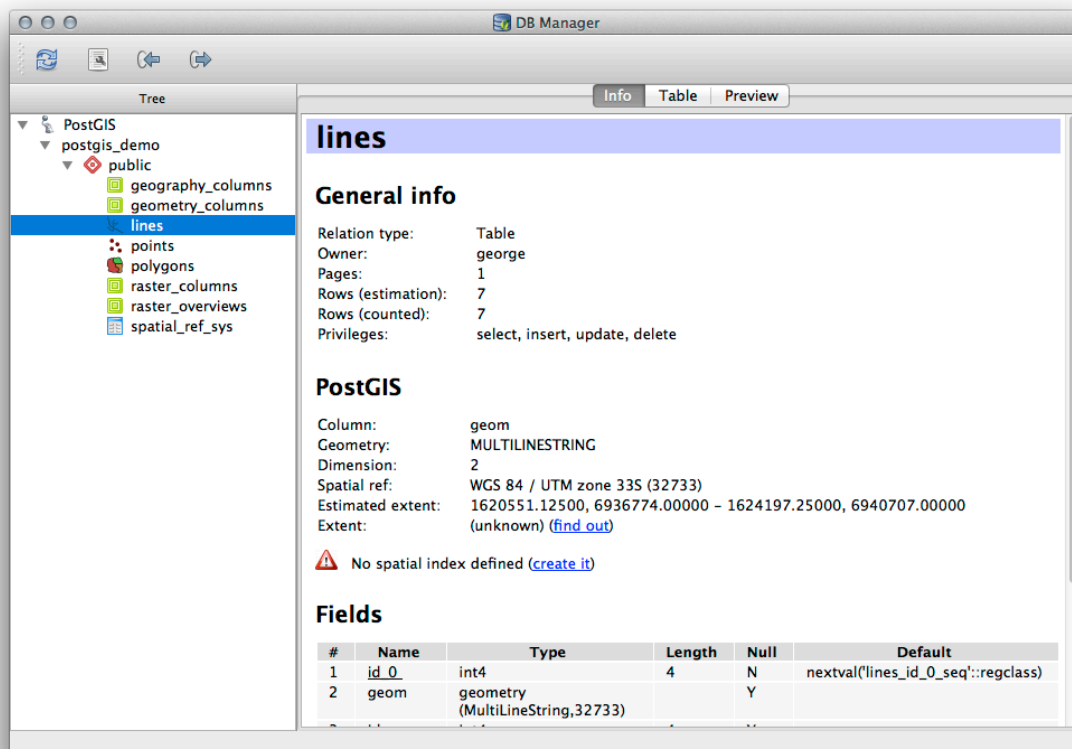 DB Manager
Tree
Info Table Preview
PostGIS
postgis_demo
public
geography_columns
geometry_columns
lines
points
polygons
raster_columns
raster_overviews
spatial_ref_sys
lines
General info
Relation type: Table
Owner: george
Pages: 1
Rows (estimation): 7
Rows (counted): 7
Privileges: select, insert, update, delete
PostGIS
Column: geom
Geometry: MULTILINESTRING
Dimension: 2
Spatial ref: WGS 84 / UTM zone 33S (32733)
Estimated extent: 1620551.12500, 6936774.00000 - 1624197.25000, 6940707.00000
Extent: (unknown) (find out)
No spatial index defined (create it)
Fields
# Name Type Length Null Default
1 id_0 int4 4 N nextval('lines_id_0_seq'::regclass)
2 geom geometry Y
(MultiLineString,32733)